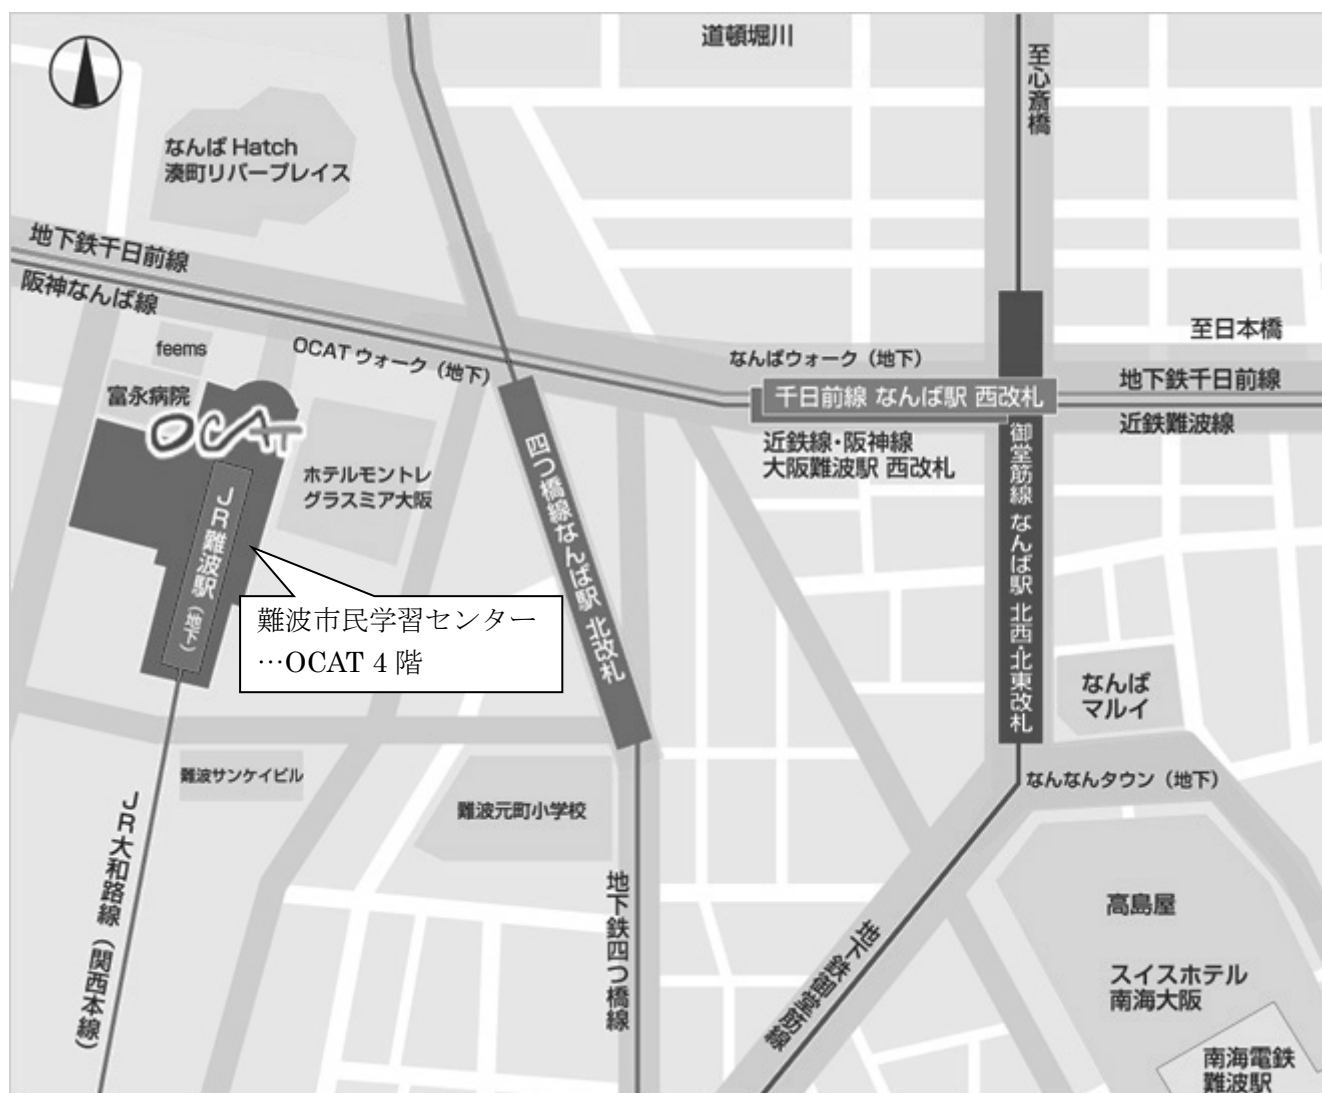 道頓堀川
至心斎橋
なんば Hatch
湊町リバープレイス
地下鉄千日前線
阪神なんば線
feems
OCAT ウォーク（地下）
なんばウォーク（地下）
至日本橋
富永病院
OCAT
千日前線 なんば駅 西改札
地下鉄千日前線
近鉄難波線
近鉄線・阪神線
大阪難波駅 西改札
ホテルモントレ
グラスミア大阪
四つ橋線なんば駅 北改札
御堂筋線 なんば駅 北西・北東改札
JR難波駅（地下）
難波市民学習センター
…OCAT 4 階
なんば
マルイ
難波サンケイビル
なんなんタウン（地下）
難波元町小学校
JR大和路線（関西本線）
地下鉄四つ橋線
地下鉄御堂筋線
高島屋
スイスホテル
南海大阪
南海電鉄
難波駅